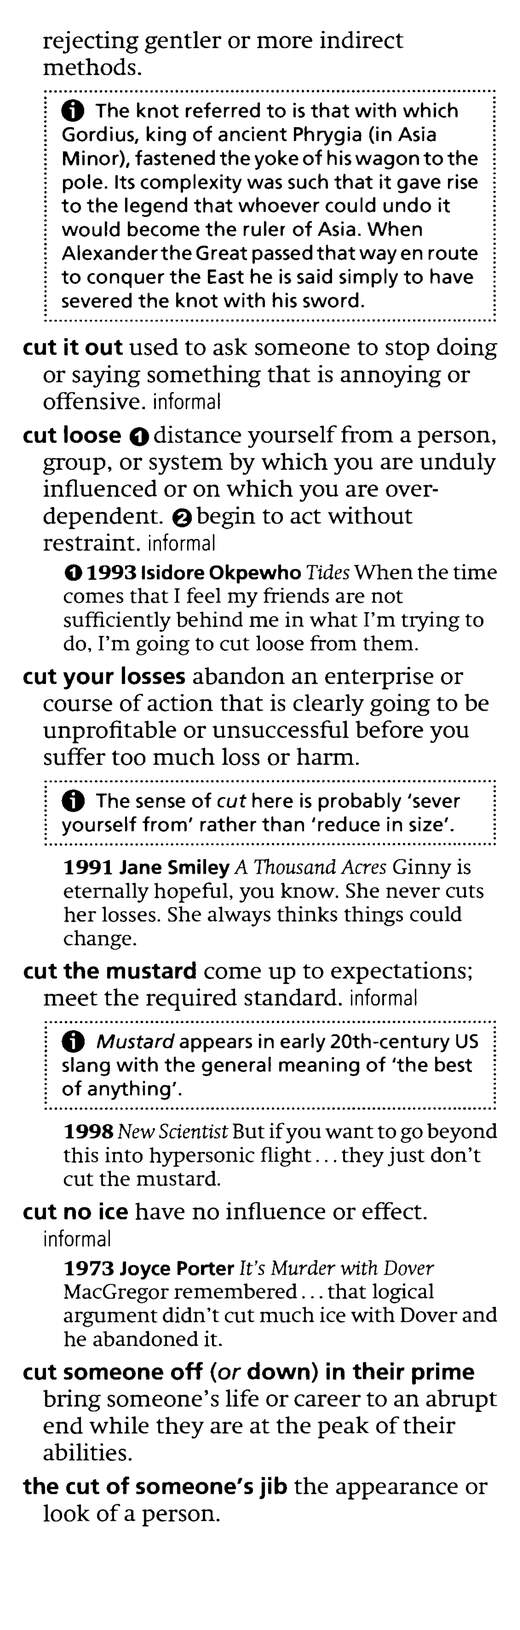 rejecting gentler or more indirect
methods.
ℹ The knot referred to is that with which
Gordius, king of ancient Phrygia (in Asia
Minor), fastened the yoke of his wagon to the
pole. Its complexity was such that it gave rise
to the legend that whoever could undo it
would become the ruler of Asia. When
Alexander the Great passed that way en route
to conquer the East he is said simply to have
severed the knot with his sword.
cut it out used to ask someone to stop doing
or saying something that is annoying or
offensive. informal
cut loose ❶ distance yourself from a person,
group, or system by which you are unduly
influenced or on which you are over-
dependent. ❷ begin to act without
restraint. informal
❶ 1993 Isidore Okpewho Tides When the time
comes that I feel my friends are not
sufficiently behind me in what I'm trying to
do, I'm going to cut loose from them.
cut your losses abandon an enterprise or
course of action that is clearly going to be
unprofitable or unsuccessful before you
suffer too much loss or harm.
ℹ The sense of cut here is probably 'sever
yourself from' rather than 'reduce in size'.
1991 Jane Smiley A Thousand Acres Ginny is
eternally hopeful, you know. She never cuts
her losses. She always thinks things could
change.
cut the mustard come up to expectations;
meet the required standard. informal
ℹ Mustard appears in early 20th-century US
slang with the general meaning of 'the best
of anything'.
1998 New Scientist But if you want to go beyond
this into hypersonic flight...they just don't
cut the mustard.
cut no ice have no influence or effect.
informal
1973 Joyce Porter It's Murder with Dover
MacGregor remembered...that logical
argument didn't cut much ice with Dover and
he abandoned it.
cut someone off (or down) in their prime
bring someone's life or career to an abrupt
end while they are at the peak of their
abilities.
the cut of someone's jib the appearance or
look of a person.